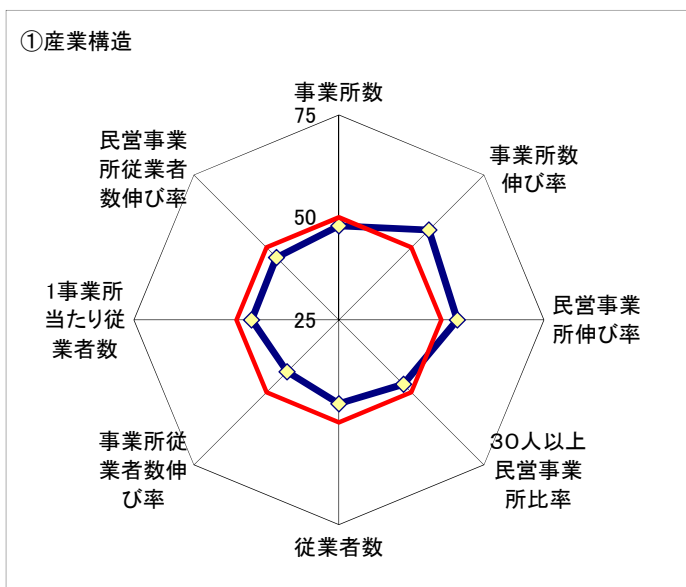 ①産業構造
事業所数
75
50
25
事業所数
伸び率
民営事業
所伸び率
30人以上
民営事業
所比率
従業者数
事業所従
業者数伸
び率
1事業所
当たり従
業者数
民営事業
所従業者
数伸び率